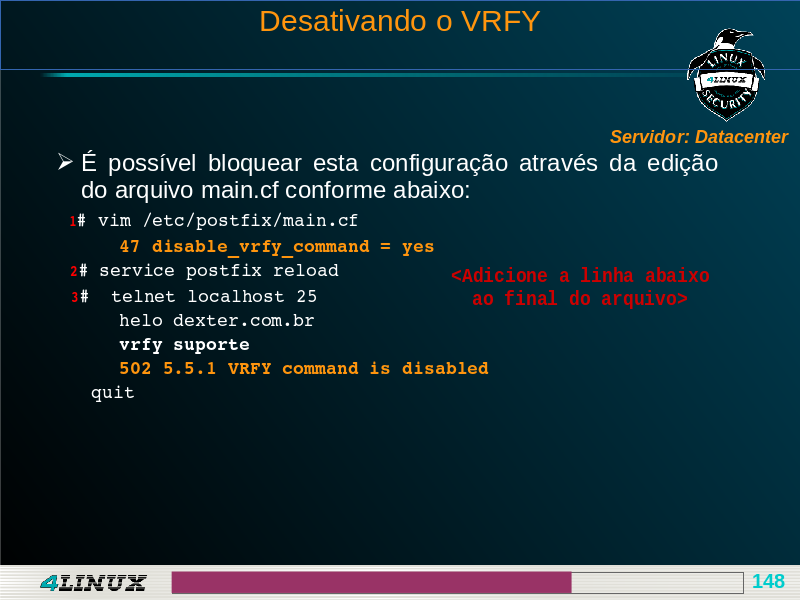 Desativando o VRFY
LINUX
4LINUX
SECURITY
Servidor: Datacenter
É possível bloquear esta configuração através da edição
do arquivo main.cf conforme abaixo:
1# vim /etc/postfix/main.cf
47 disable_vrfy_command = yes
2# service postfix reload
<Adicione a linha abaixo
ao final do arquivo>
3# telnet localhost 25
helo dexter.com.br
vrfy suporte
502 5.5.1 VRFY command is disabled
quit
4LINUX
148